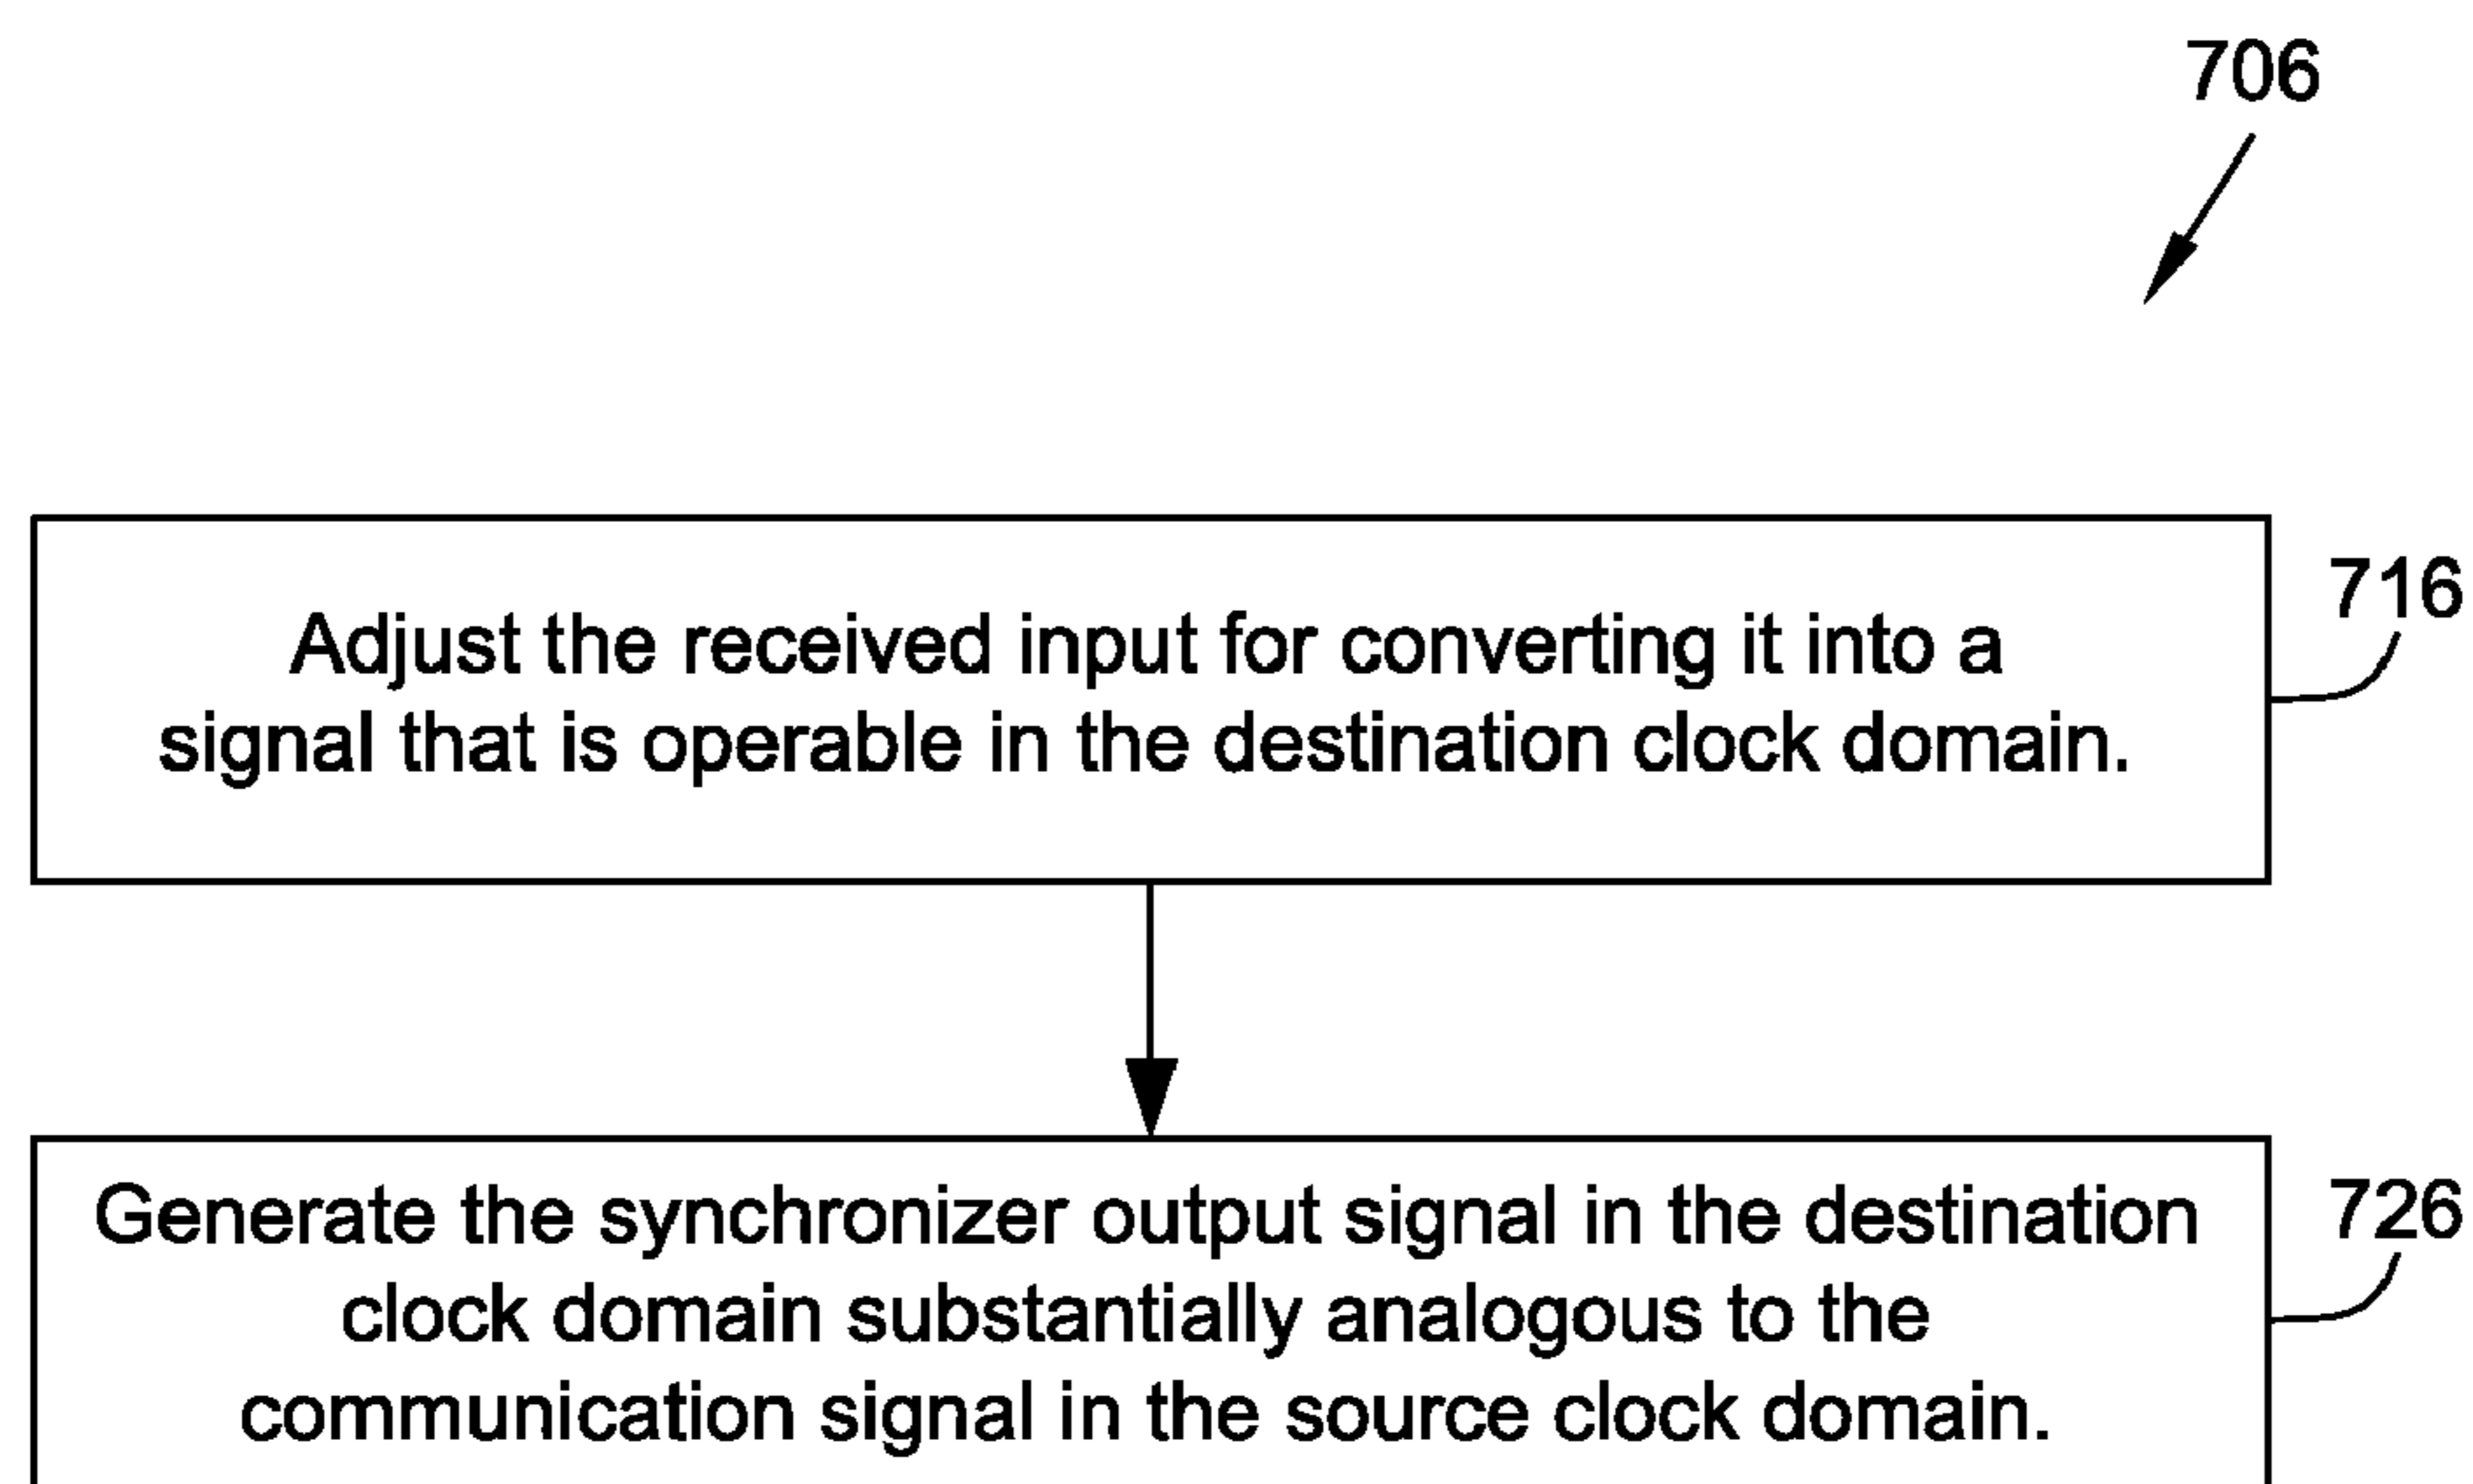 706
Adjust the received input for converting it into a
716
signal that is operable in the destination clock domain.
Generate the synchronizer output signal in the destination
726
clock domain substantially analogous to the
communication signal in the source clock domain.